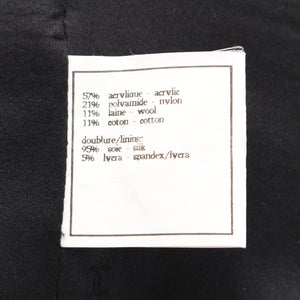 57% acrylique - acrylic
21% polyamide - nylon
11% laine - wool
11% coton - cotton
doublure/lining:
95% soie - silk
5% lycra - spandex/lycra